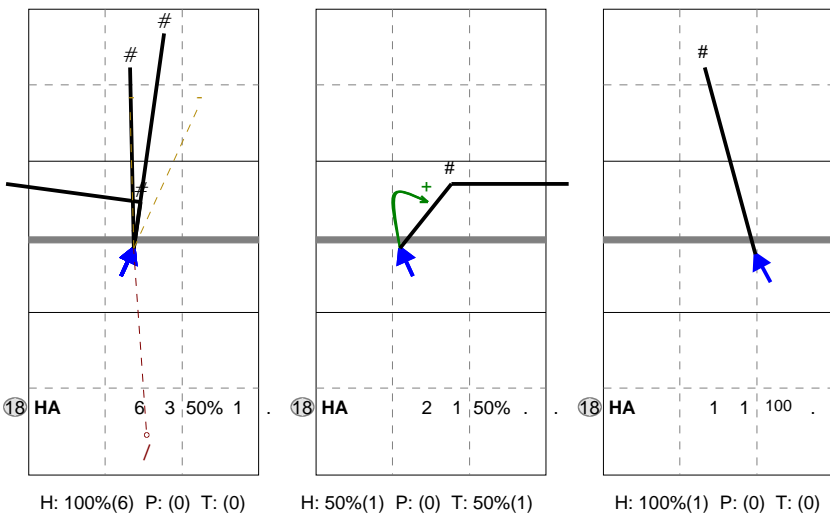 #
#
#
#
+
#
18 HA 6 3 50% 1 .
18 HA 2 1 50% . .
18 HA 1 1 100 .
H: 100%(6) P: (0) T: (0)
H: 50%(1) P: (0) T: 50%(1)
H: 100%(1) P: (0) T: (0)